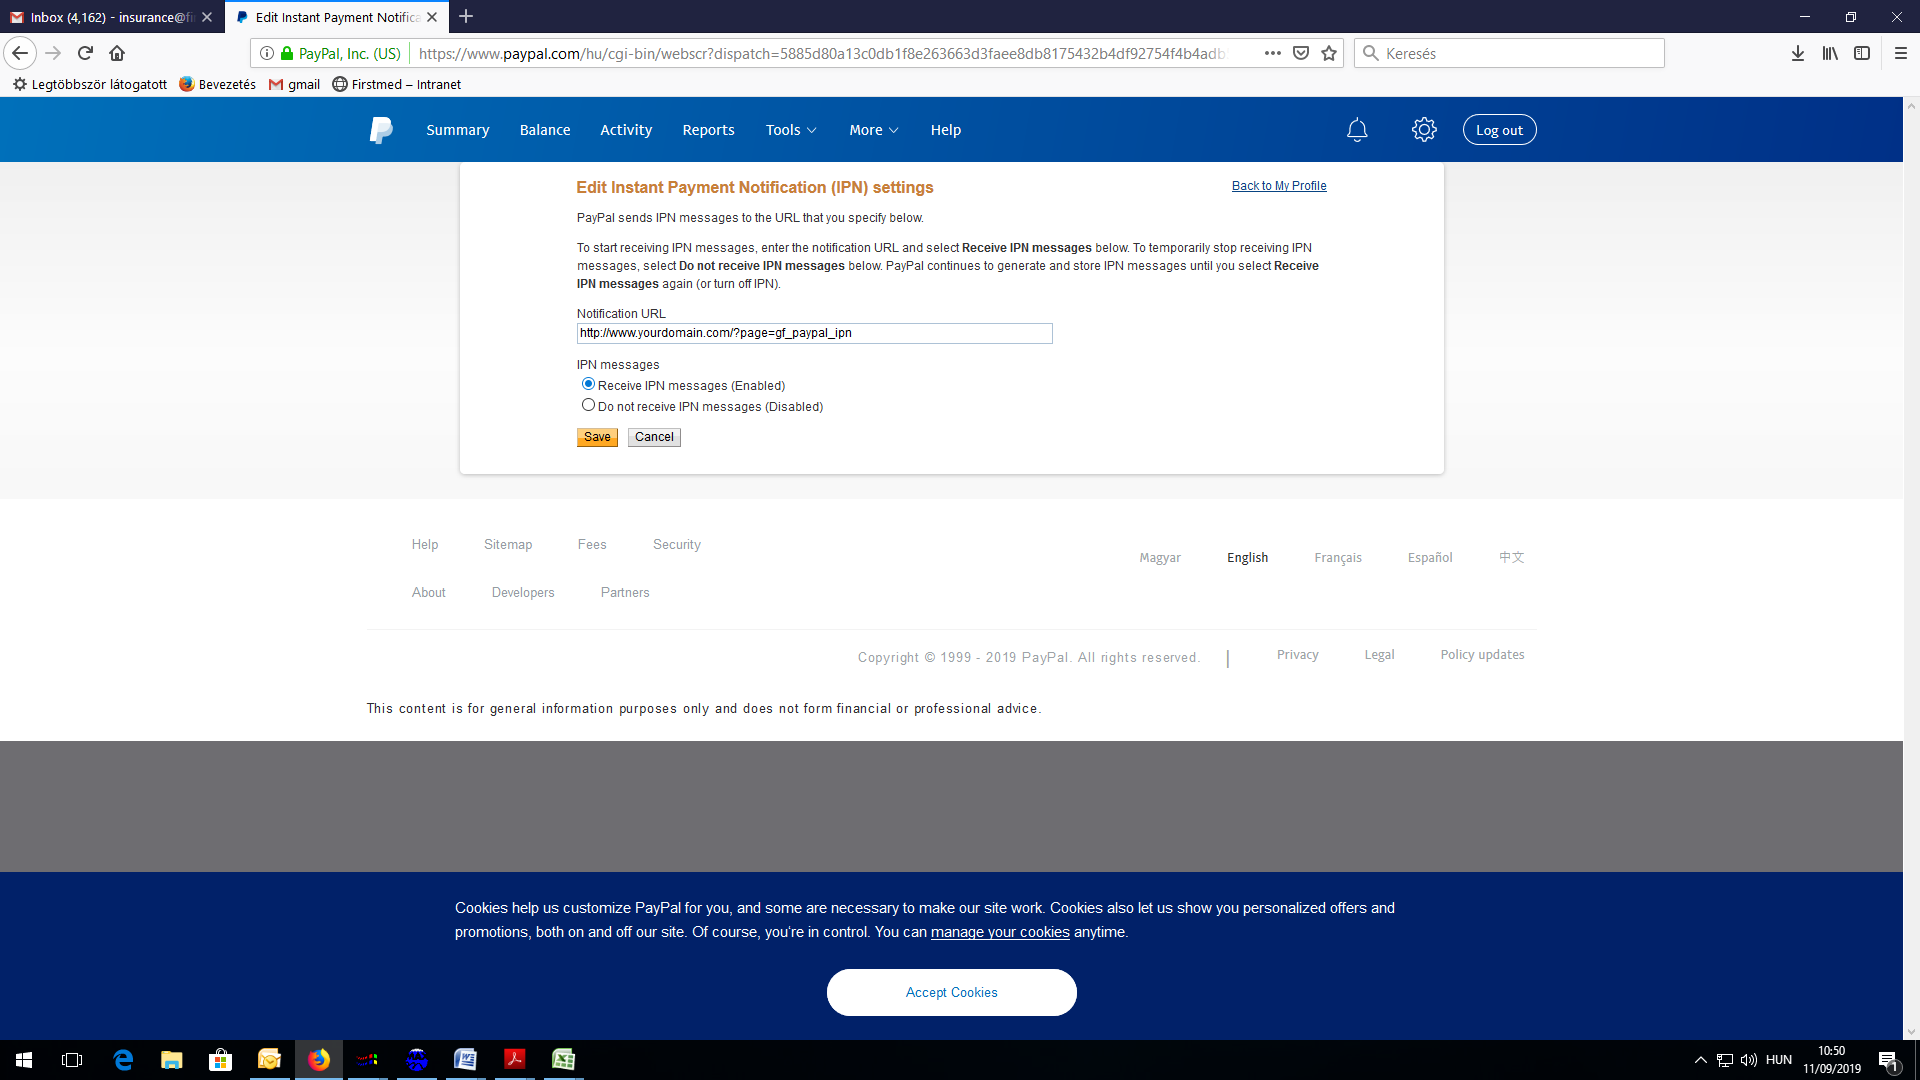 Inbox (4,162) - insurance@fi
Edit Instant Payment Notifica
PayPal, Inc. (US)
https://www.paypal.com/hu/cgi-bin/webscr?dispatch=5885d80a13c0db1f8e263663d3faee8db8175432b4df92754f4b4adb
Keresés
Legtöbbször látogatott
Bevezetés
gmail
Firstmed – Intranet
Summary
Balance
Activity
Reports
Tools
More
Help
Log out
Edit Instant Payment Notification (IPN) settings
Back to My Profile
PayPal sends IPN messages to the URL that you specify below.
To start receiving IPN messages, enter the notification URL and select Receive IPN messages below. To temporarily stop receiving IPN
messages, select Do not receive IPN messages below. PayPal continues to generate and store IPN messages until you select Receive
IPN messages again (or turn off IPN).
Notification URL
http://www.yourdomain.com/?page=gf_paypal_ipn
IPN messages
Receive IPN messages (Enabled)
Do not receive IPN messages (Disabled)
Save
Cancel
Help
Sitemap
Fees
Security
Magyar
English
Français
Español
中文
About
Developers
Partners
Copyright © 1999 - 2019 PayPal. All rights reserved.
Privacy
Legal
Policy updates
This content is for general information purposes only and does not form financial or professional advice.
Cookies help us customize PayPal for you, and some are necessary to make our site work. Cookies also let us show you personalized offers and
promotions, both on and off our site. Of course, you're in control. You can manage your cookies anytime.
Accept Cookies
HUN
10:50
11/09/2019
1